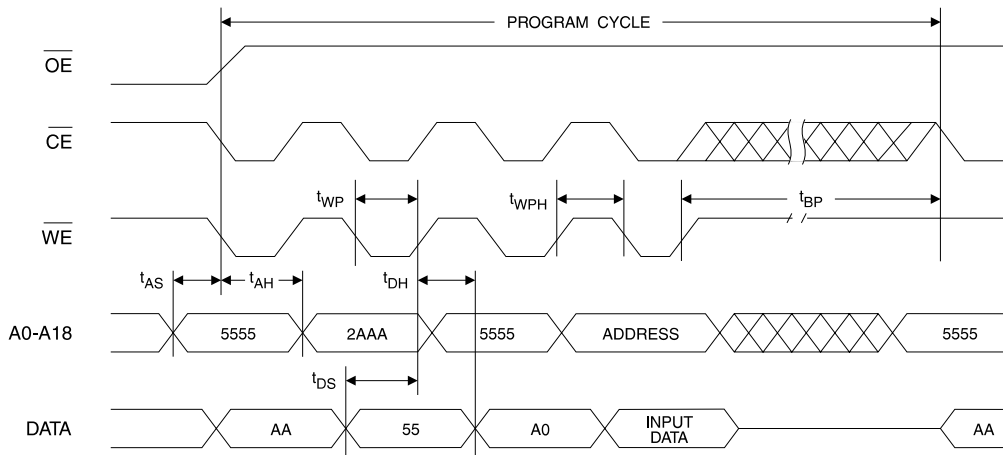 PROGRAM CYCLE
OE
CE
tWP
tWPH
tBP
WE
tAS
tAH
tDH
A0-A18
5555
2AAA
5555
ADDRESS
5555
tDS
DATA
AA
55
A0
INPUT
DATA
AA